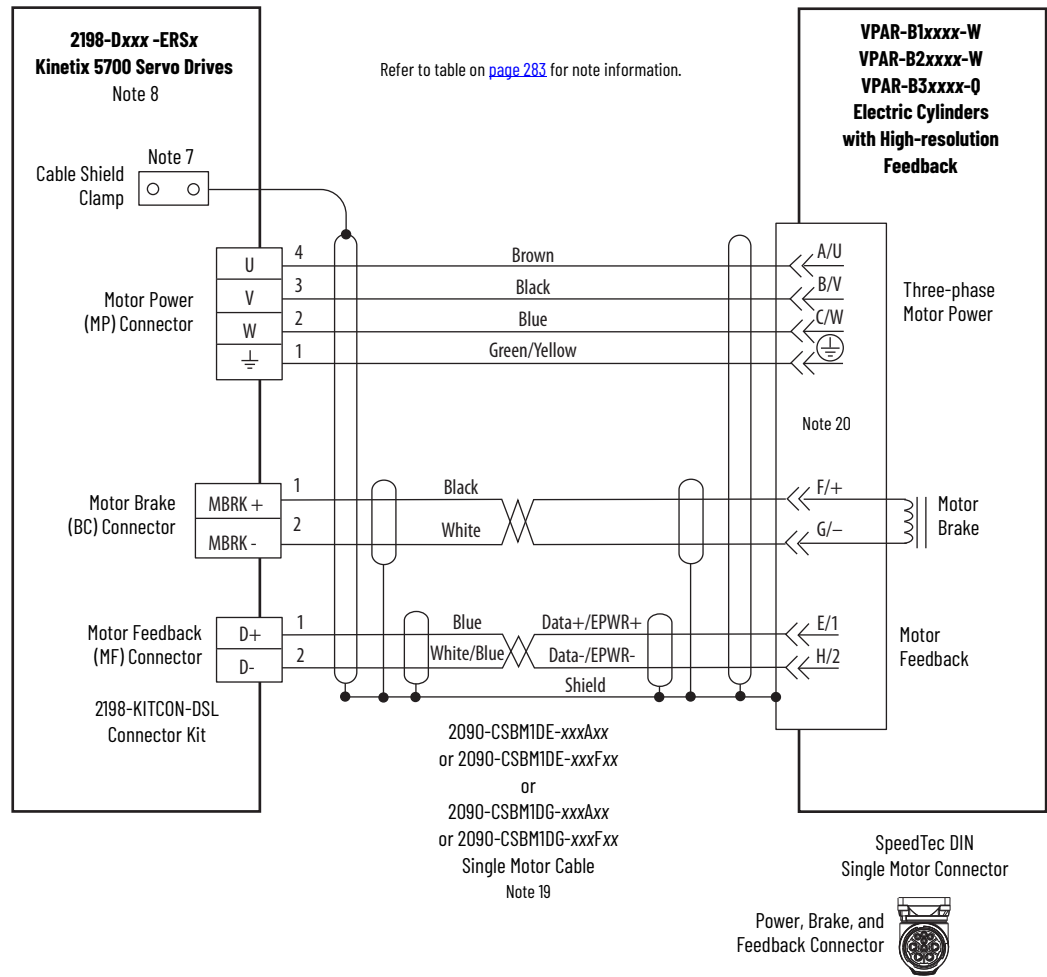 2198-Dxxx -ERSx
Kinetix 5700 Servo Drives
Note 8
Refer to table on page 283 for note information.
VPAR-B1xxxx-W
VPAR-B2xxxx-W
VPAR-B3xxxx-Q
Electric Cylinders
with High-resolution
Feedback
Note 7
Cable Shield
Clamp
Motor Power
(MP) Connector
U
4
Brown
A/U
V
3
Black
B/V
W
2
Blue
C/W
1
Green/Yellow
Three-phase
Motor Power
Note 20
Motor Brake
(BC) Connector
MBRK +
1
Black
F/+
MBRK -
2
White
G/–
Motor
Brake
Motor Feedback
(MF) Connector
D+
1
Blue
Data+/EPWR+
E/1
D-
2
White/Blue
Data-/EPWR-
H/2
Motor
Feedback
Shield
2198-KITCON-DSL
Connector Kit
2090-CSBM1DE-xxxAxx
or 2090-CSBM1DE-xxxFxx
or
2090-CSBM1DG-xxxAxx
or 2090-CSBM1DG-xxxFxx
Single Motor Cable
Note 19
SpeedTec DIN
Single Motor Connector
Power, Brake, and
Feedback Connector